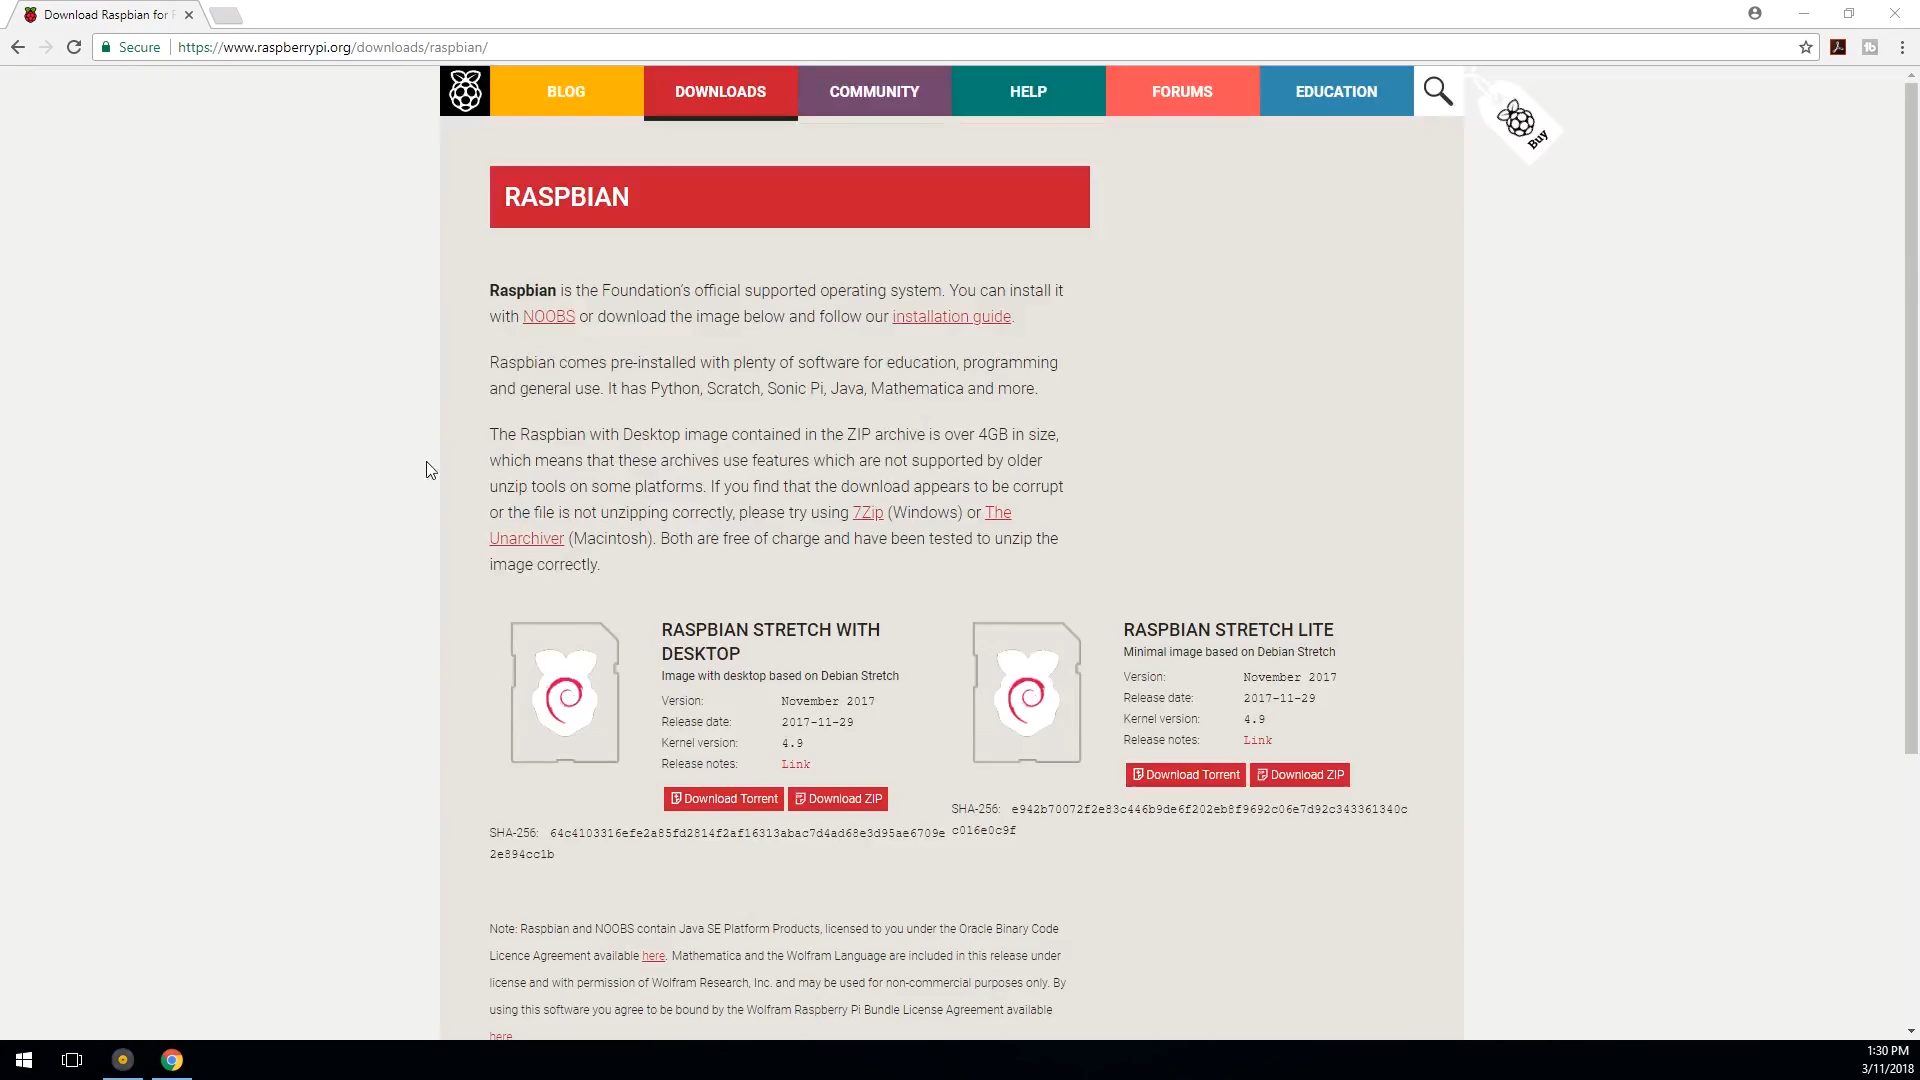 Download Raspbian for
Secure
https://www.raspberrypi.org/downloads/raspbian/
BLOG
DOWNLOADS
COMMUNITY
HELP
FORUMS
EDUCATION
Buy
RASPBIAN
Raspbian is the Foundation's official supported operating system. You can install it
with NOOBS or download the image below and follow our installation guide.
Raspbian comes pre-installed with plenty of software for education, programming
and general use. It has Python, Scratch, Sonic Pi, Java, Mathematica and more.
The Raspbian with Desktop image contained in the ZIP archive is over 4GB in size,
which means that these archives use features which are not supported by older
unzip tools on some platforms. If you find that the download appears to be corrupt
or the file is not unzipping correctly, please try using 7Zip (Windows) or The
Unarchiver (Macintosh). Both are free of charge and have been tested to unzip the
image correctly.
RASPBIAN STRETCH WITH
DESKTOP
Image with desktop based on Debian Stretch
Version: November 2017
Release date: 2017-11-29
Kernel version: 4.9
Release notes: Link
Download Torrent
Download ZIP
SHA-256: 64c4103316efe2a85fd2814f2af16313abac7d4ad68e3d95ae6709e
2e894cc1b
RASPBIAN STRETCH LITE
Minimal image based on Debian Stretch
Version: November 2017
Release date: 2017-11-29
Kernel version: 4.9
Release notes: Link
Download Torrent
Download ZIP
SHA-256: e942b70072f2e83c446b9de6f202eb8f9692c06e7d92c343361340c
c016e0c9f
Note: Raspbian and NOOBS contain Java SE Platform Products, licensed to you under the Oracle Binary Code
Licence Agreement available here. Mathematica and the Wolfram Language are included in this release under
license and with permission of Wolfram Research, Inc. and may be used for non-commercial purposes only. By
using this software you agree to be bound by the Wolfram Raspberry Pi Bundle License Agreement available
here
1:30 PM
3/11/2018